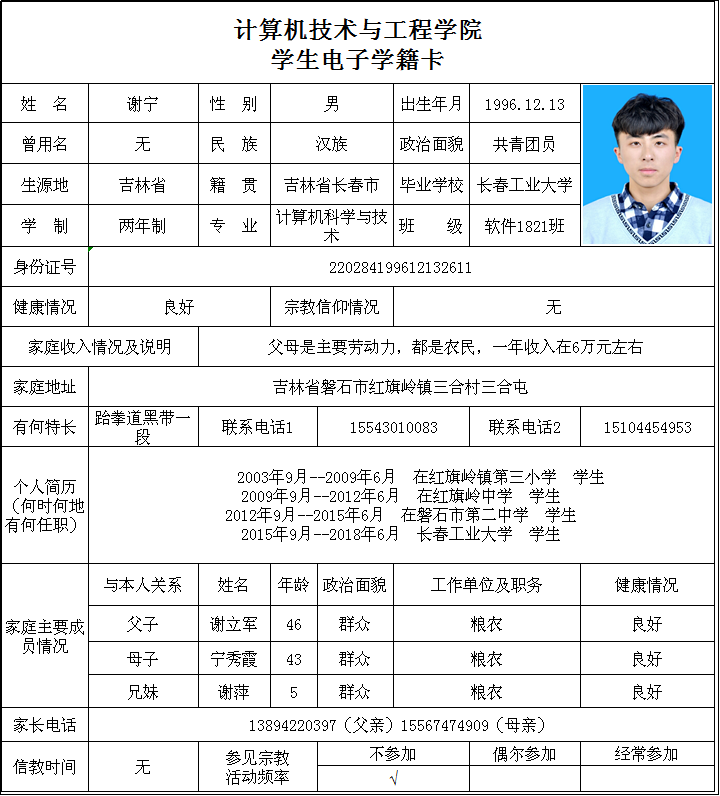 计算机技术与工程学院
学生电子学籍卡
姓 名 谢宁 性 别 男 出生年月 1996.12.13
曾用名 无 民 族 汉族 政治面貌 共青团员
生源地 吉林省 籍 贯 吉林省长春市 毕业学校 长春工业大学
学 制 两年制 专 业 计算机科学与技术 班 级 软件1821班
身份证号 220284199612132611
健康情况 良好 宗教信仰情况 无
家庭收入情况及说明 父母是主要劳动力，都是农民，一年收入在6万元左右
家庭地址 吉林省磐石市红旗岭镇三合村三合屯
有何特长 跆拳道黑带一段 联系电话1 15543010083 联系电话2 15104454953
个人简历
（何时何地
有何任职）
2003年9月--2009年6月 在红旗岭镇第三小学 学生
2009年9月--2012年6月 在红旗岭中学 学生
2012年9月--2015年6月 在磐石市第二中学 学生
2015年9月--2018年6月 长春工业大学 学生
家庭主要成
员情况
与本人关系 姓名 年龄 政治面貌 工作单位及职务 健康情况
父子 谢立军 46 群众 粮农 良好
母子 宁秀霞 43 群众 粮农 良好
兄妹 谢萍 5 群众 粮农 良好
家长电话 13894220397（父亲）15567474909（母亲）
信教时间 无 参见宗教
活动频率 不参加 偶尔参加 经常参加
√